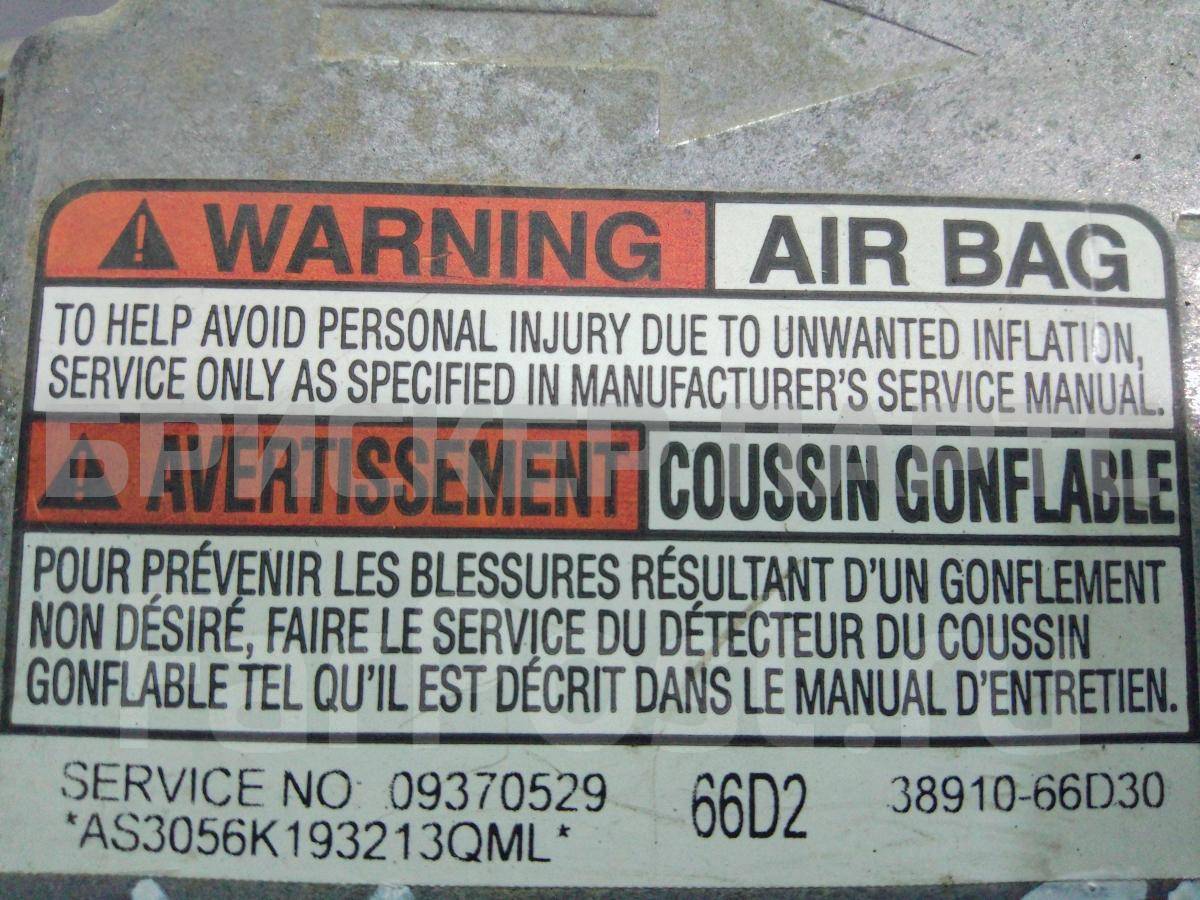 WARNING AIR BAG
TO HELP AVOID PERSONAL INJURY DUE TO UNWANTED INFLATION,
SERVICE ONLY AS SPECIFIED IN MANUFACTURER'S SERVICE MANUAL.
AVERTISSEMENT COUSSIN GONFLABLE
POUR PRÉVENIR LES BLESSURES RÉSULTANT D'UN GONFLEMENT
NON DÉSIRÉ, FAIRE LE SERVICE DU DÉTECTEUR DU COUSSIN
GONFLABLE TEL QU'IL EST DÉCRIT DANS LE MANUAL D'ENTRETIEN.
SERVICE NO 09370529 66D2 38910-66D30
*AS3056K193213QML*